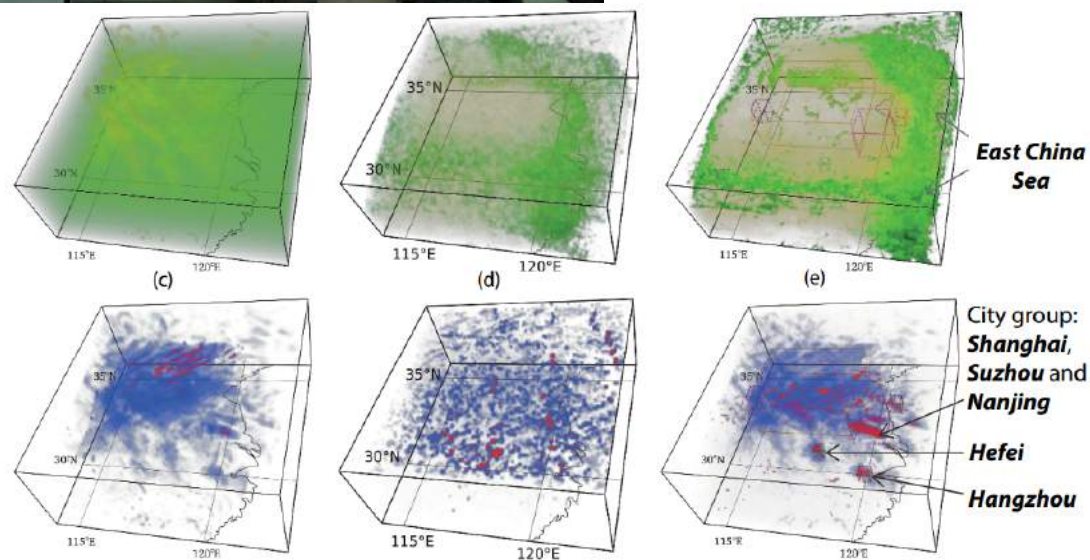 35°N
30°N
115°E
120°E
(c)
35°N
30°N
115°E
120°E
(d)
35°N
30°N
115°E
120°E
(e)
East China
Sea
35°N
30°N
115°E
120°E
35°N
30°N
115°E
120°E
35°N
30°N
115°E
120°E
City group:
Shanghai,
Suzhou and
Nanjing
Hefei
Hangzhou